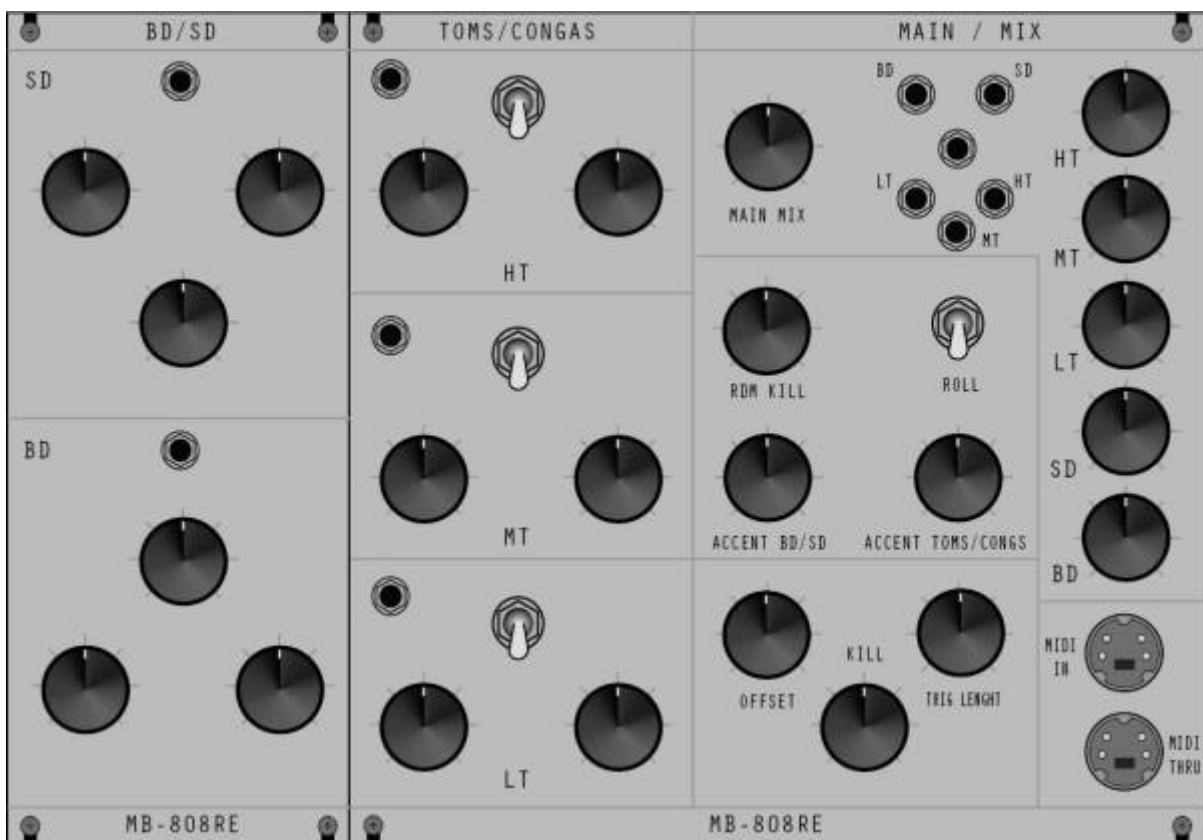 BD/SD
TOMS/CONGAS
MAIN / MIX
SD
BD
SD
HT
MAIN MIX
LT
HT
MT
HT
MT
RDM KILL
ROLL
LT
BD
MT
ACCENT BD/SD
ACCENT TOMS/CONGS
SD
BD
KILL
OFFSET
TRIG LENGHT
MIDI
IN
LT
MIDI
THRU
MB-808RE
MB-808RE